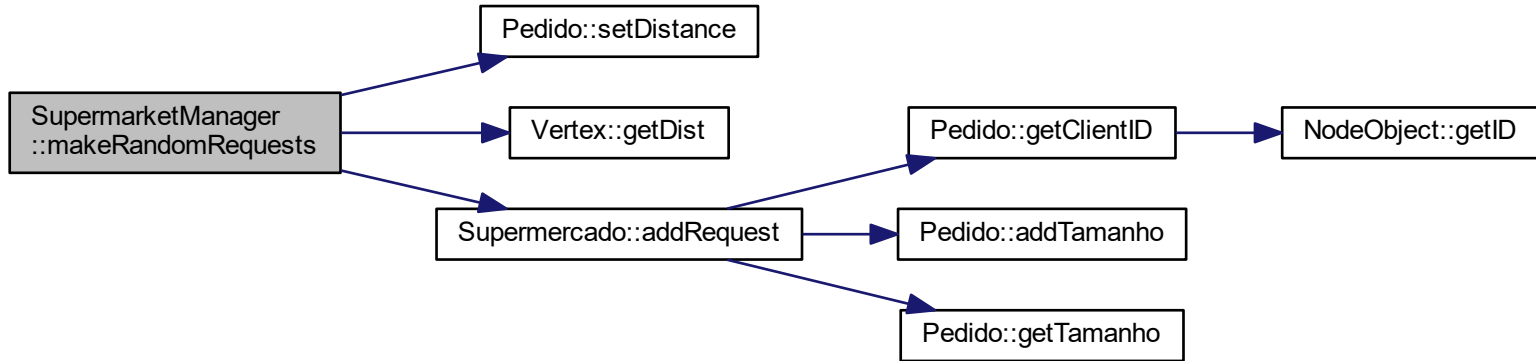 SupermarketManager
::makeRandomRequests
Pedido::setDistance
Vertex::getDist
Supermercado::addRequest
Pedido::getClientID
NodeObject::getID
Pedido::addTamanho
Pedido::getTamanho